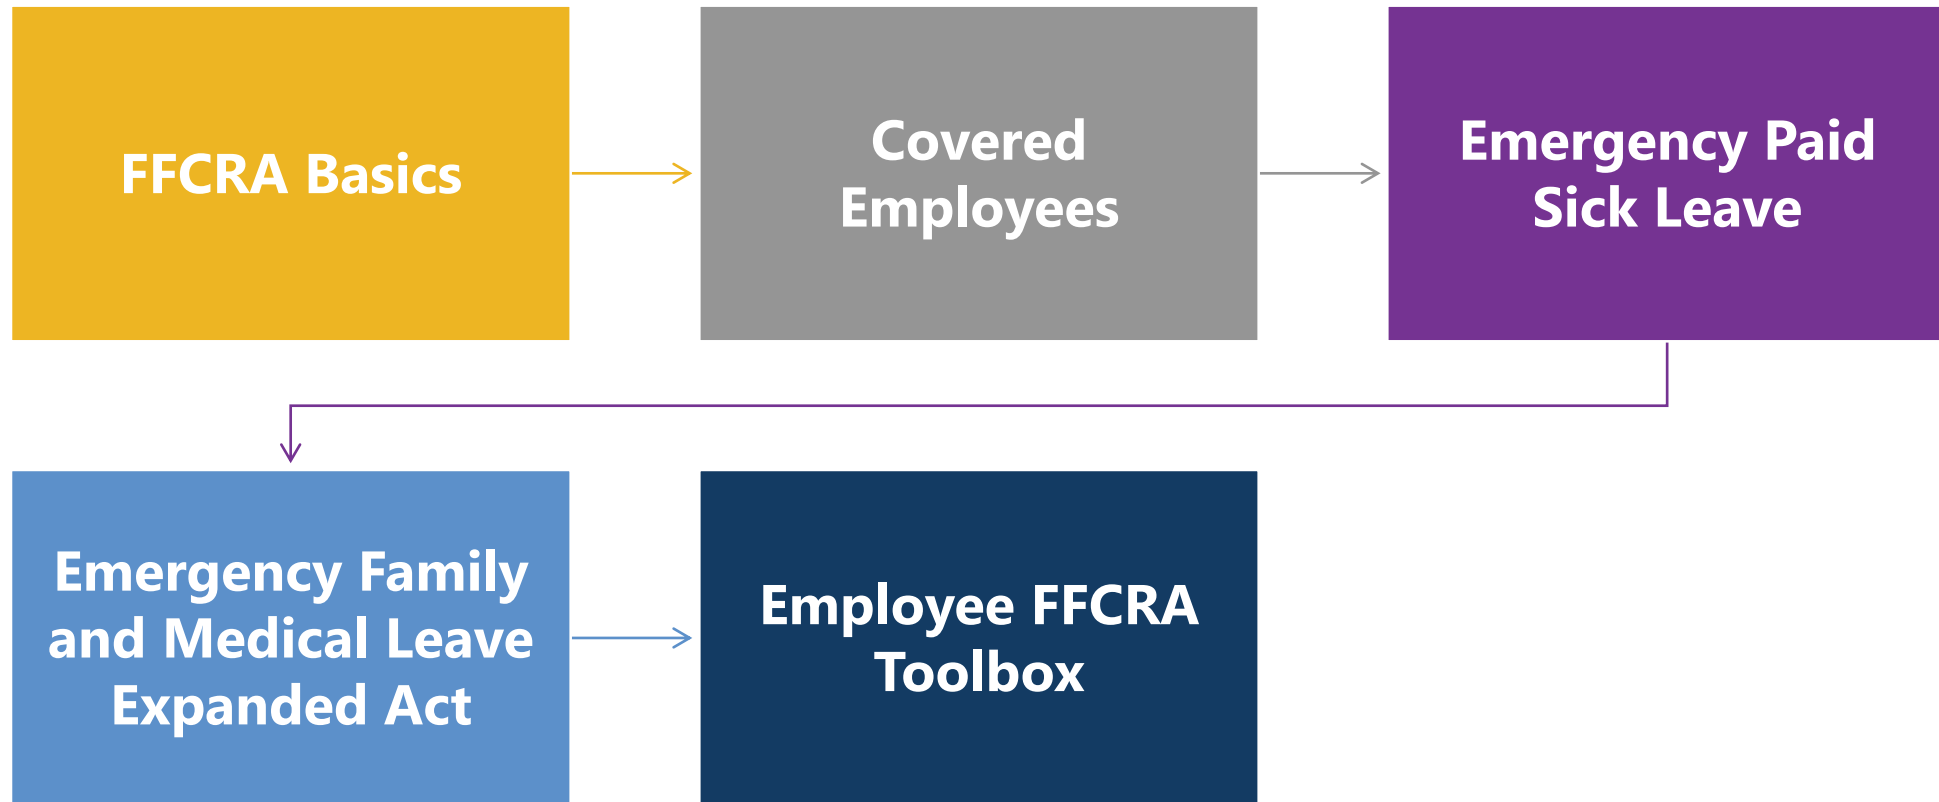 FFCRA Basics
Covered
Employees
Emergency Paid
Sick Leave
Emergency Family
and Medical Leave
Expanded Act
Employee FFCRA
Toolbox